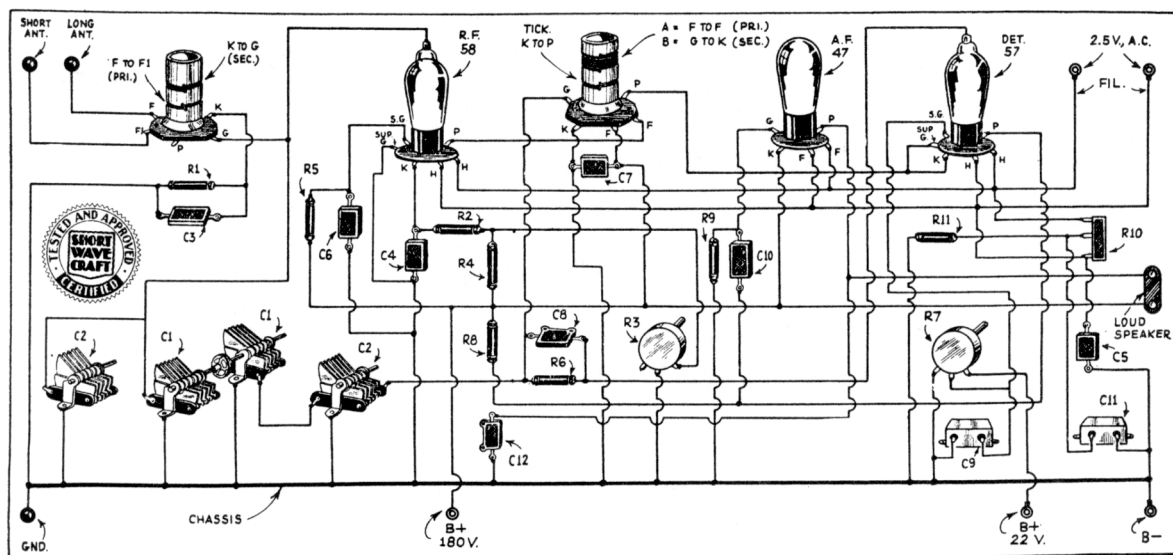 SHORT ANT.
LONG ANT.
K TO G (SEC.)
F TO F1 (PRI.)
R.F. 58
TICK. K TO P
A = F TO F (PRI.)
B = G TO K (SEC.)
A.F. 47
DET. 57
2.5V., A.C.
FIL.
F
K
F1
P
G
S.G
SUP G
K
H
P
G
K
F
F
P
G
K
F
F
P
S.G
SUP G
K
H
H
P
R1
C3
R5
C6
C4
R2
R4
C7
R9
C10
R11
R10
TESTED AND APPROVED
SHORT WAVE CRAFT
CERTIFIED
C2
C1
C1
C2
R8
C8
R6
R3
R7
LOUD SPEAKER
C5
C12
C9
C11
CHASSIS
GND.
B+ 180V.
B+ 22 V.
B-